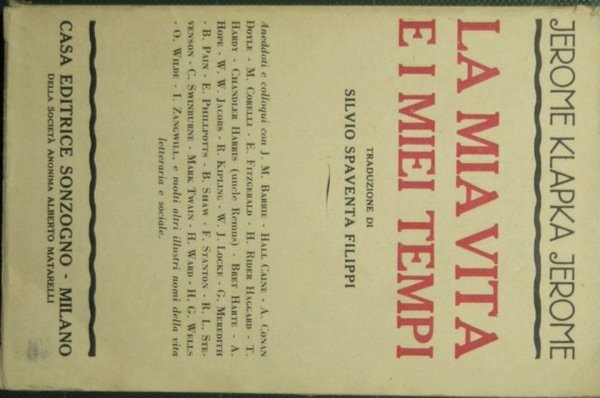 JEROME KLAPKA JEROME
LA MIA VITA
E I MIEI TEMPI
TRADUZIONE DI
SILVIO SPAVENTA FILIPPI
Aneddoti e colloqui con J. M. BARRIE - HALL CAINE - A. CONAN
DOYLE - M. CORELLI - E. FITZGERALD - H. RIDER HAGGARD - T.
HARDY - CHANDLER HARRIS (uncle Remus) - BRET HARTE - A.
HOPE - W. W. JACOBS - R. KIPLING - W. J. LOCKE - G. MEREDITH
- B. PAIN - E. PHILLPOTTS - B. SHAW - F. STANTON - R. L. STE-
VENSON - C. SWINBURNE - MARK TWAIN - H. WARD - H. G. WELLS
- O. WILDE - I. ZANGWILL, e molti altri illustri nomi della vita
letteraria e sociale.
CASA EDITRICE SONZOGNO - MILANO
DELLA SOCIETÀ ANONIMA ALBERTO MATARELLI